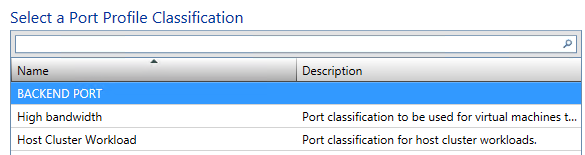 Select a Port Profile Classification
Name Description
BACKEND PORT
High bandwidth Port classification to be used for virtual machines t...
Host Cluster Workload Port classification for host cluster workloads.